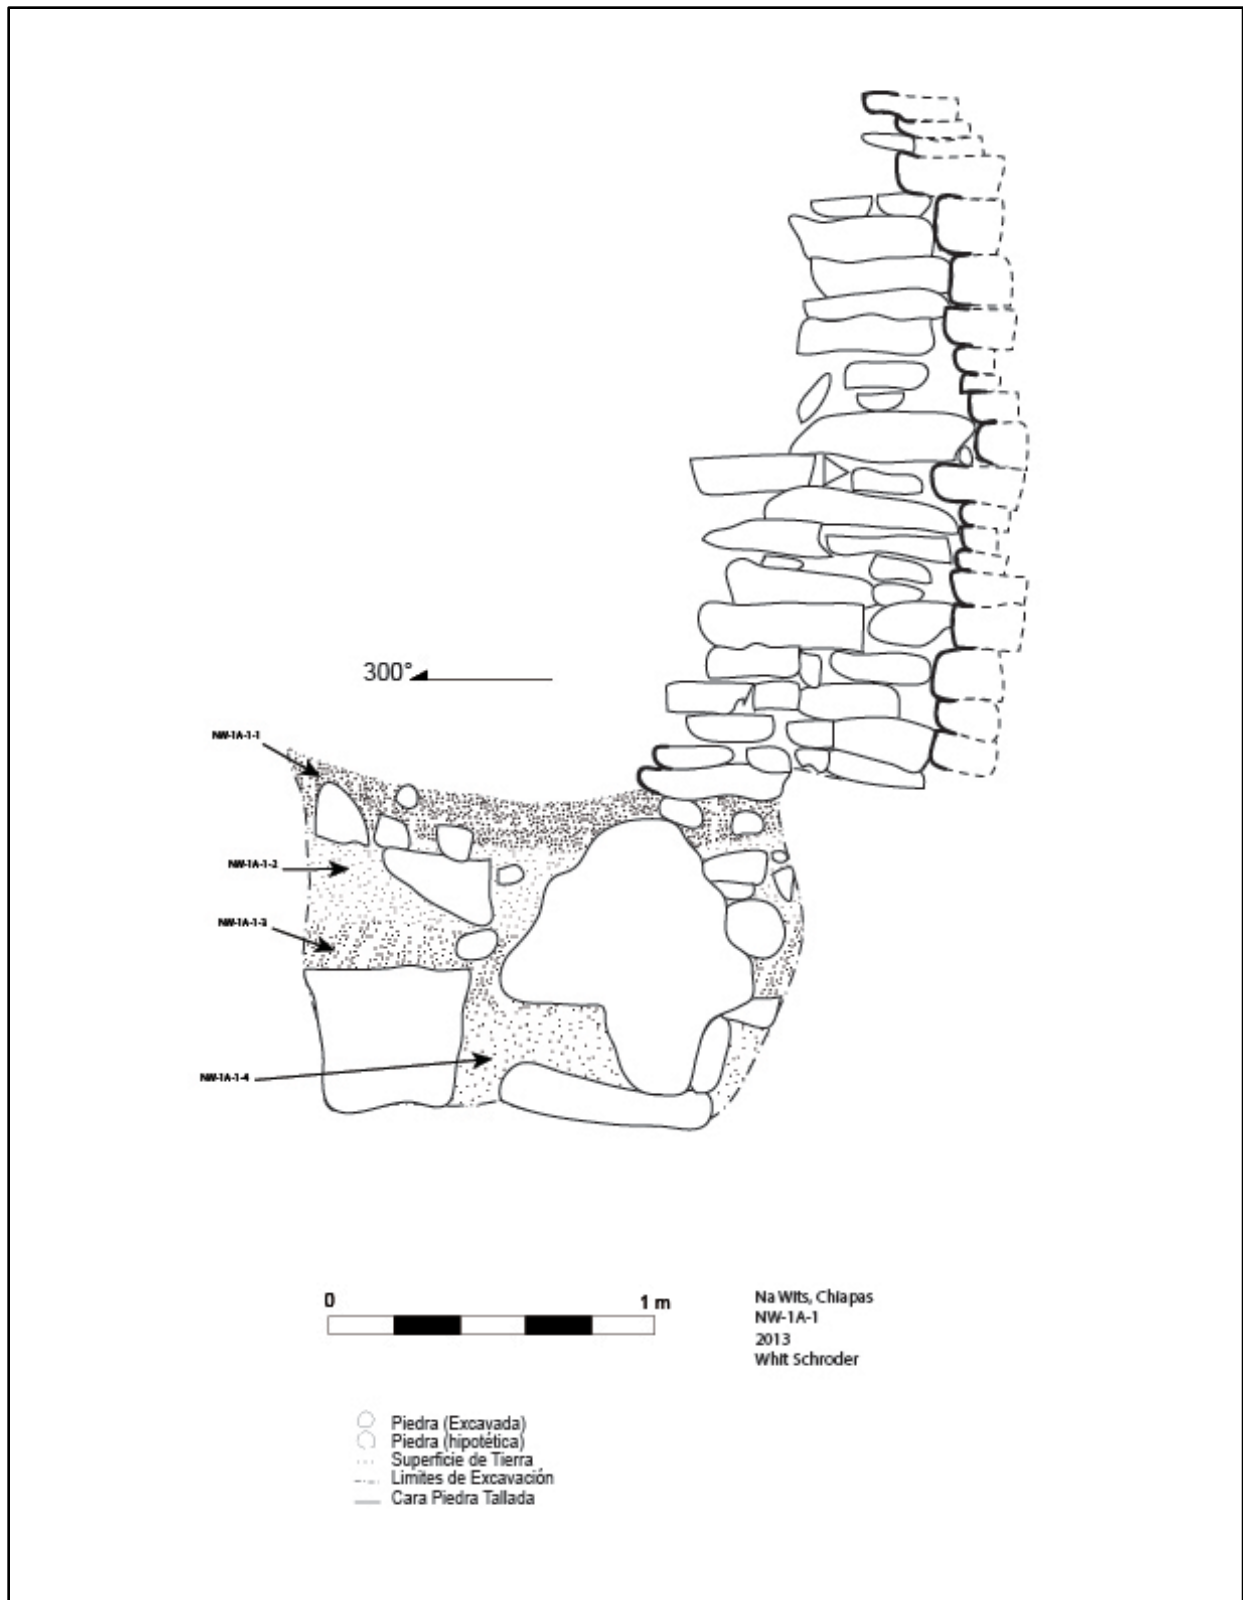 300°
NW-1A-1-1
NW-1A-1-2
NW-1A-1-3
NW-1A-1-4
0 1 m
Na Wits, Chiapas
NW-1A-1
2013
Whit Schroder
Piedra (Excavada)
Piedra (hipotética)
Superficie de Tierra
Limites de Excavación
Cara Piedra Tallada